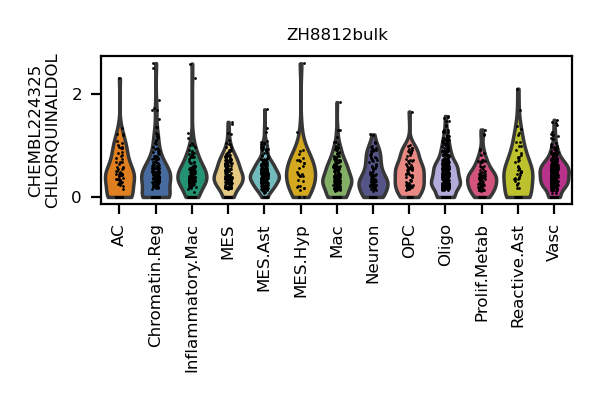 ZH8812bulk
CHEMBL224325
CHLORQUINALDOL
2
0
AC
Chromatin.Reg
Inflammatory.Mac
MES
MES.Ast
MES.Hyp
Mac
Neuron
OPC
Oligo
Prolif.Metab
Reactive.Ast
Vasc